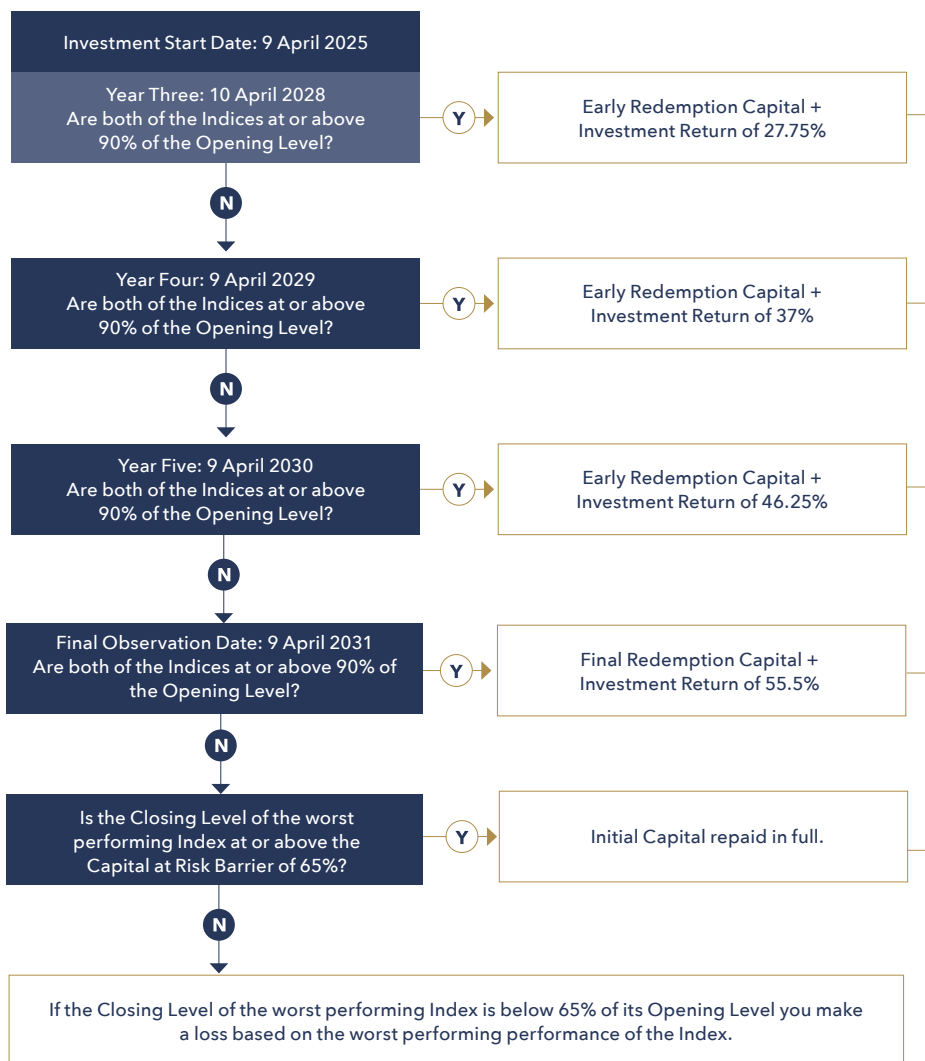 Investment Start Date: 9 April 2025
Year Three: 10 April 2028
Are both of the Indices at or above
90% of the Opening Level?
Y
Early Redemption Capital +
Investment Return of 27.75%
N
Year Four: 9 April 2029
Are both of the Indices at or above
90% of the Opening Level?
Y
Early Redemption Capital +
Investment Return of 37%
N
Year Five: 9 April 2030
Are both of the Indices at or above
90% of the Opening Level?
Y
Early Redemption Capital +
Investment Return of 46.25%
N
Final Observation Date: 9 April 2031
Are both of the Indices at or above 90% of
the Opening Level?
Y
Final Redemption Capital +
Investment Return of 55.5%
N
Is the Closing Level of the worst
performing Index at or above the
Capital at Risk Barrier of 65%?
Y
Initial Capital repaid in full.
N
If the Closing Level of the worst performing Index is below 65% of its Opening Level you make
a loss based on the worst performing performance of the Index.